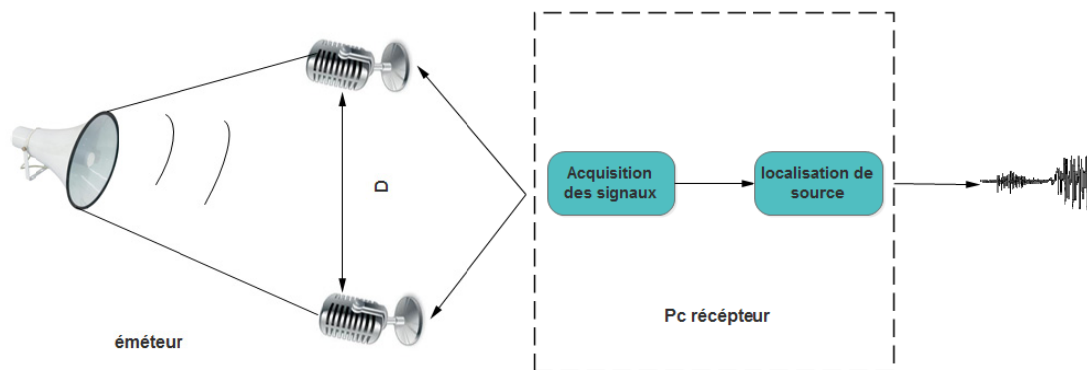 D
Acquisition
des signaux
localisation de
source
Pc récépteur
éméteur